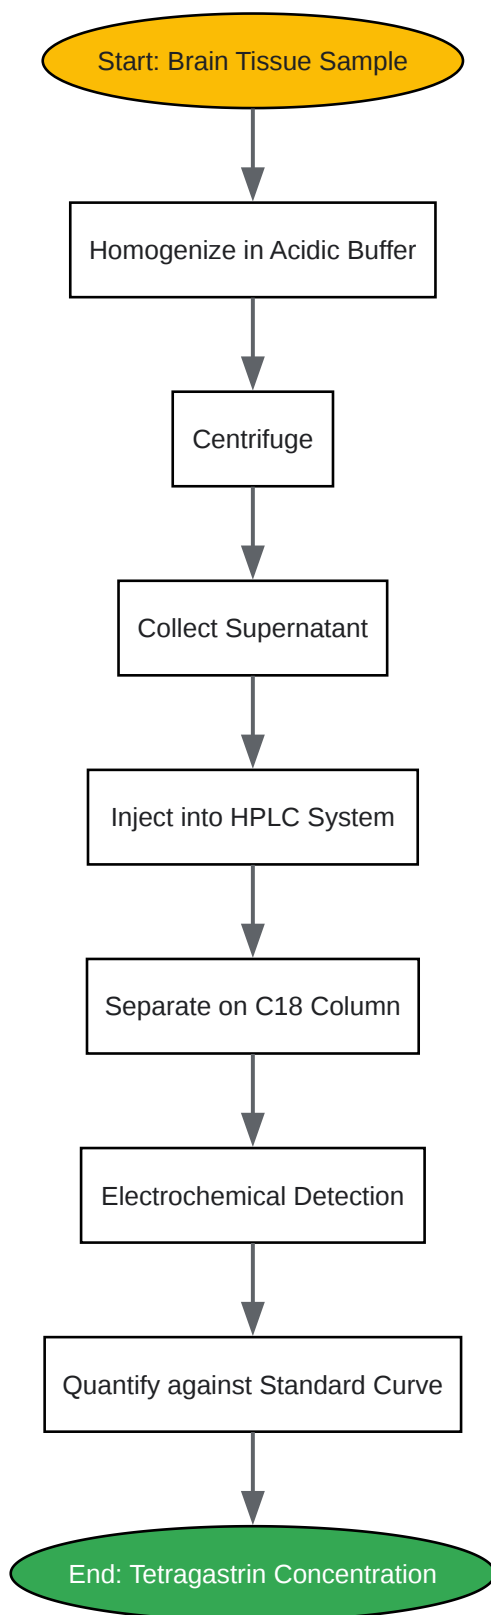 Start: Brain Tissue Sample
Homogenize in Acidic Buffer
Centrifuge
Collect Supernatant
Inject into HPLC System
Separate on C18 Column
Electrochemical Detection
Quantify against Standard Curve
End: Tetragastrin Concentration